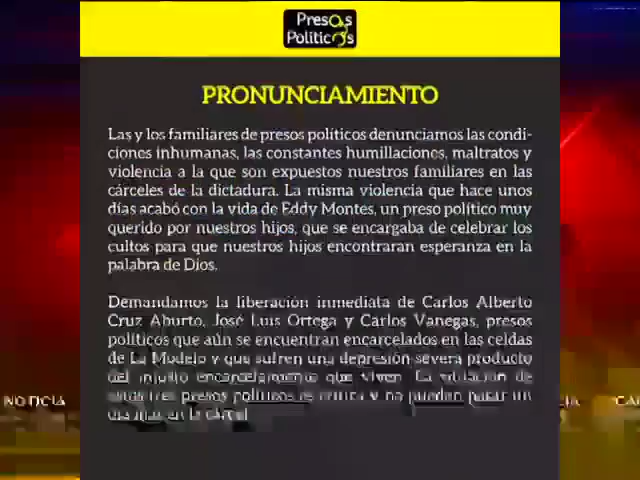 Presos
Políticos
PRONUNCIAMIENTO
Las y los familiares de presos políticos denunciamos las condi-
ciones inhumanas, las constantes humillaciones, maltratos y
violencia a la que son expuestos nuestros familiares en las
cárceles de la dictadura. La misma violencia que hace unos
días acabó con la vida de Eddy Montes, un preso político muy
querido por nuestros hijos, que se encargaba de celebrar los
cultos para que nuestros hijos encontraran esperanza en la
palabra de Dios.
Demandamos la liberación inmediata de Carlos Alberto
Cruz Aburto, José Luis Ortega y Carlos Vanegas, presos
políticos que aún se encuentran encarcelados en las celdas
de La Modelo y que sufren una depresión severa producto
del injusto encarcelamiento que viven. La situación de
estos tres presos políticos es crítica y no pueden pasar un
día más en la cárcel
NOTICIA